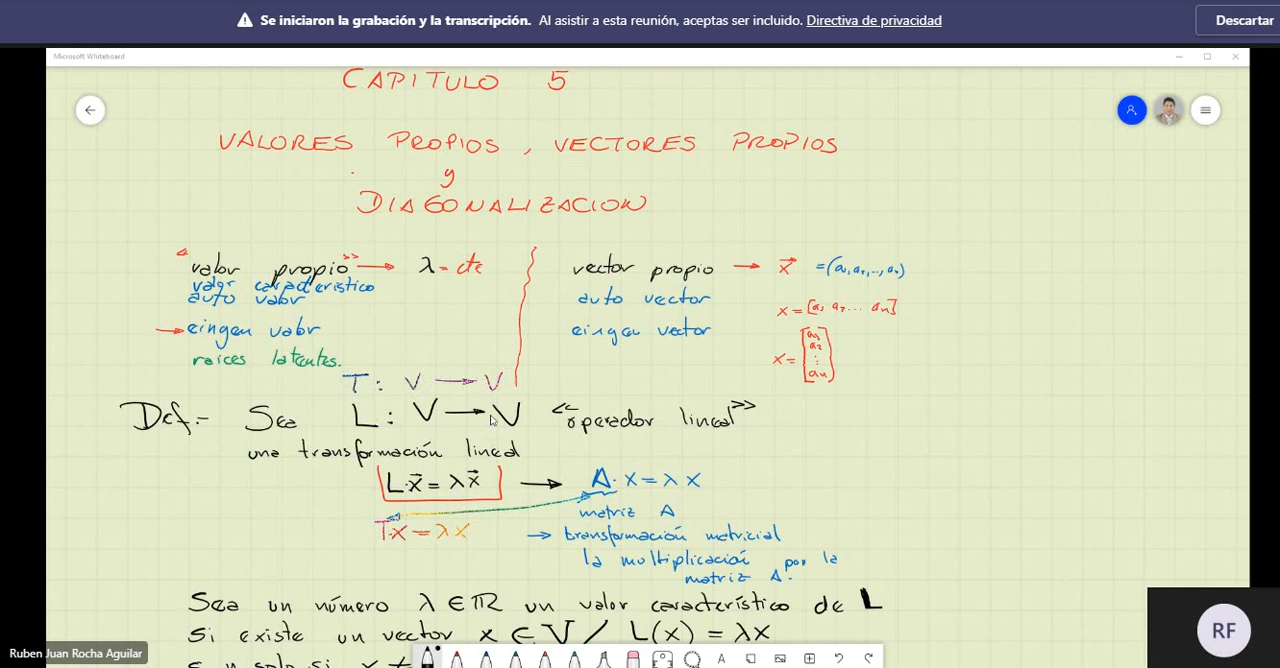 Se iniciaron la grabación y la transcripción. Al asistir a esta reunión, aceptas ser incluido. Directiva de privacidad
Descartar
Microsoft Whiteboard
CAPITULO 5
VALORES PROPIOS, VECTORES PROPIOS
y
DIAGONALIZACION
"valor propio" → λ = cte
valor característico
auto valor
→ eingen valor
raices latentes.
vector propio → x⃗ = (a₁, a₂, ..., aₙ)
auto vector
x = [a₁ a₂ ... aₙ]
eingen vector
x = [a₁ a₂ ⋮ aₙ]
T: V → V
Def.- Sea L: V → V <<operador lineal>>
una transformación lineal
L·x⃗ = λx⃗ → A·x = λx
matriz A
T·x = λx
→ transformación matricial
la multiplicación por la
matriz A.
Sea un número λ ∈ ℝ un valor característico de L
Si existe un vector x ∈ V / L(x) = λx
Ruben Juan Rocha Aguilar
RF